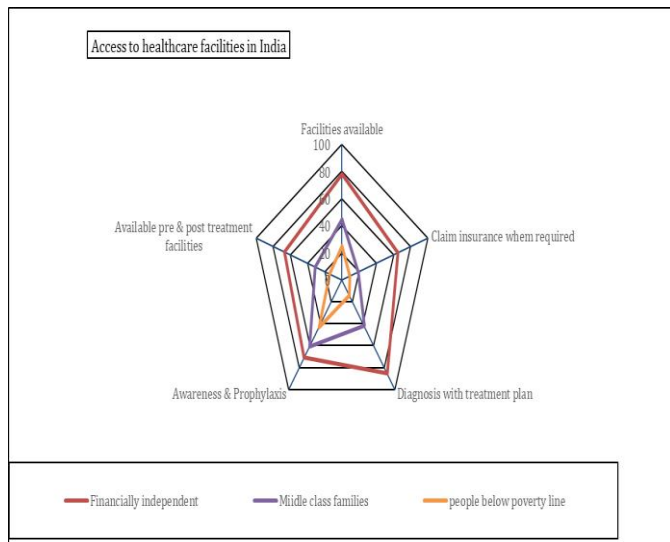 Access to healthcare facilities in India
Facilities available
100
80
60
40
20
0
Available pre & post treatment
facilities
Claim insurance whem required
Awareness & Prophylaxis
Diagnosis with treatment plan
Financially independent
Miidle class families
people below poverty line